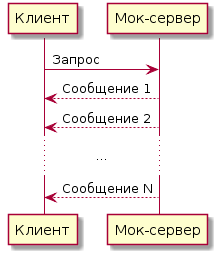 Клиент Мок-сервер
Запрос
Сообщение 1
Сообщение 2
...
Сообщение N
Клиент Мок-сервер